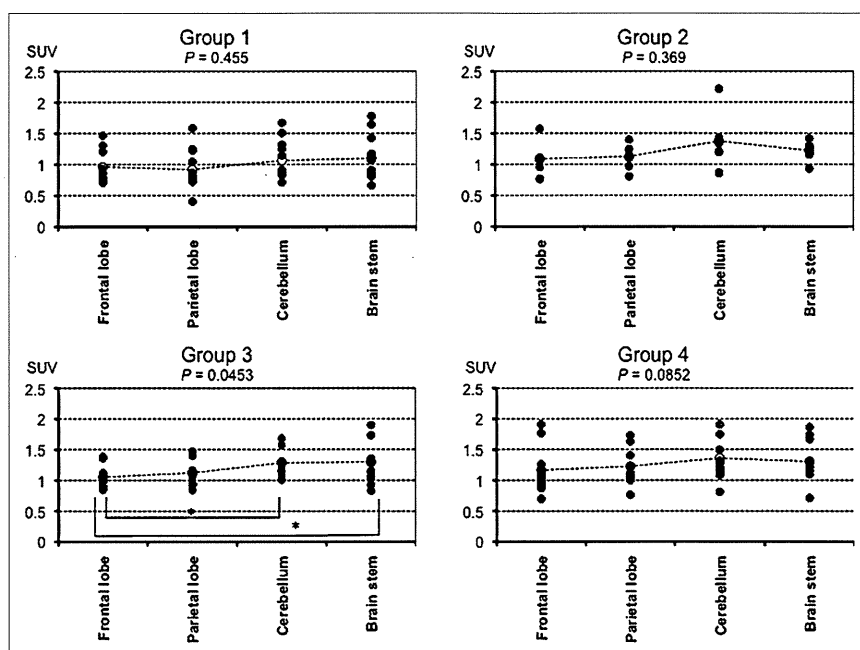 Group 1
SUV
P = 0.455
2.5
2
1.5
1
0.5
0
Frontal lobe
Parietal lobe
Cerebellum
Brain stem
Group 2
SUV
P = 0.369
2.5
2
1.5
1
0.5
0
Frontal lobe
Parietal lobe
Cerebellum
Brain stem
Group 3
SUV
P = 0.0453
2.5
2
1.5
1
0.5
0
*
*
Frontal lobe
Parietal lobe
Cerebellum
Brain stem
Group 4
SUV
P = 0.0852
2.5
2
1.5
1
0.5
0
Frontal lobe
Parietal lobe
Cerebellum
Brain stem